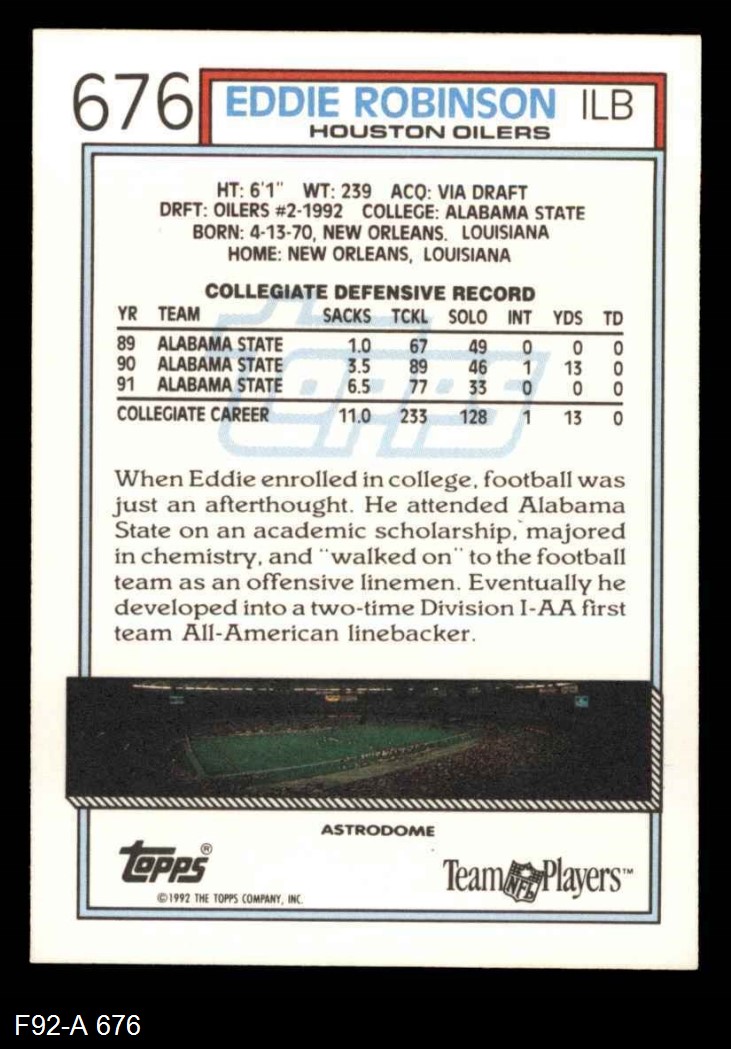 676 EDDIE ROBINSON ILB
HOUSTON OILERS
HT: 6'1" WT: 239 ACQ: VIA DRAFT
DRFT: OILERS #2-1992 COLLEGE: ALABAMA STATE
BORN: 4-13-70, NEW ORLEANS. LOUISIANA
HOME: NEW ORLEANS, LOUISIANA
COLLEGIATE DEFENSIVE RECORD
YR TEAM SACKS TCKL SOLO INT YDS TD
89 ALABAMA STATE 1.0 67 49 0 0 0
90 ALABAMA STATE 3.5 89 46 1 13 0
91 ALABAMA STATE 6.5 77 33 0 0 0
COLLEGIATE CAREER 11.0 233 128 1 13 0
topps
When Eddie enrolled in college, football was
just an afterthought. He attended Alabama
State on an academic scholarship, majored
in chemistry, and "walked on" to the football
team as an offensive linemen. Eventually he
developed into a two-time Division I-AA first
team All-American linebacker.
ASTRODOME
topps®
©1992 THE TOPPS COMPANY, INC.
Team NFL Players™
F92-A 676